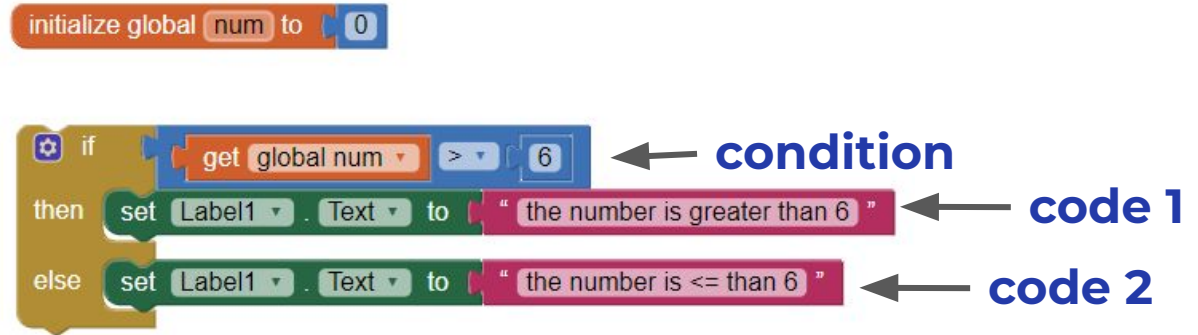 initialize global num to 0
if get global num > 6 condition
then set Label1 . Text to “ the number is greater than 6 ” code 1
else set Label1 . Text to “ the number is <= than 6 ” code 2